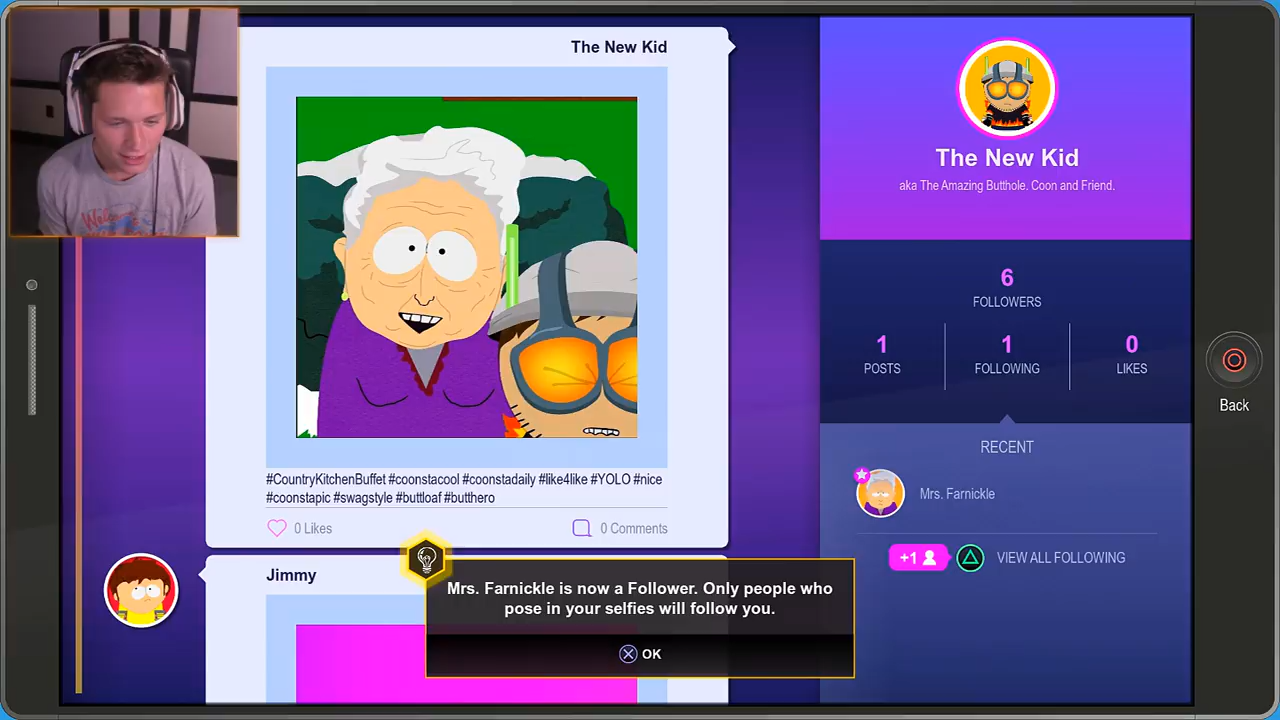 The New Kid
#CountryKitchenBuffet #coonstacool #coonstadaily #like4like #YOLO #nice
#coonstapic #swagstyle #buttloaf #butthero
0 Likes
0 Comments
Jimmy
Mrs. Farnickle is now a Follower. Only people who
pose in your selfies will follow you.
OK
The New Kid
aka The Amazing Butthole. Coon and Friend.
6
FOLLOWERS
1
POSTS
1
FOLLOWING
0
LIKES
RECENT
Mrs. Farnickle
+1
VIEW ALL FOLLOWING
Back